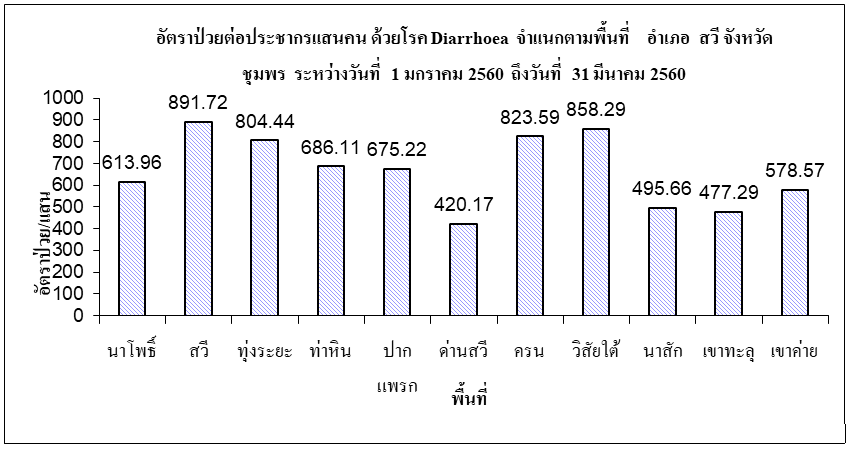 อัตราป่วยต่อประชากรแสนคน ด้วยโรค Diarrhoea จำแนกตามพื้นที่ อำเภอ สวี จังหวัด
ชุมพร ระหว่างวันที่ 1 มกราคม 2560 ถึงวันที่ 31 มีนาคม 2560
อัตราป่วย/แสน
1000
900
800
700
600
500
400
300
200
100
0
613.96
891.72
804.44
686.11
675.22
420.17
823.59
858.29
495.66
477.29
578.57
นาโพธิ์
สวี
ทุ่งระยะ
ท่าหิน
ปาก
แพรก
ด่านสวี
ครน
วิสัยใต้
นาสัก
เขาทะลุ
เขาค่าย
พื้นที่